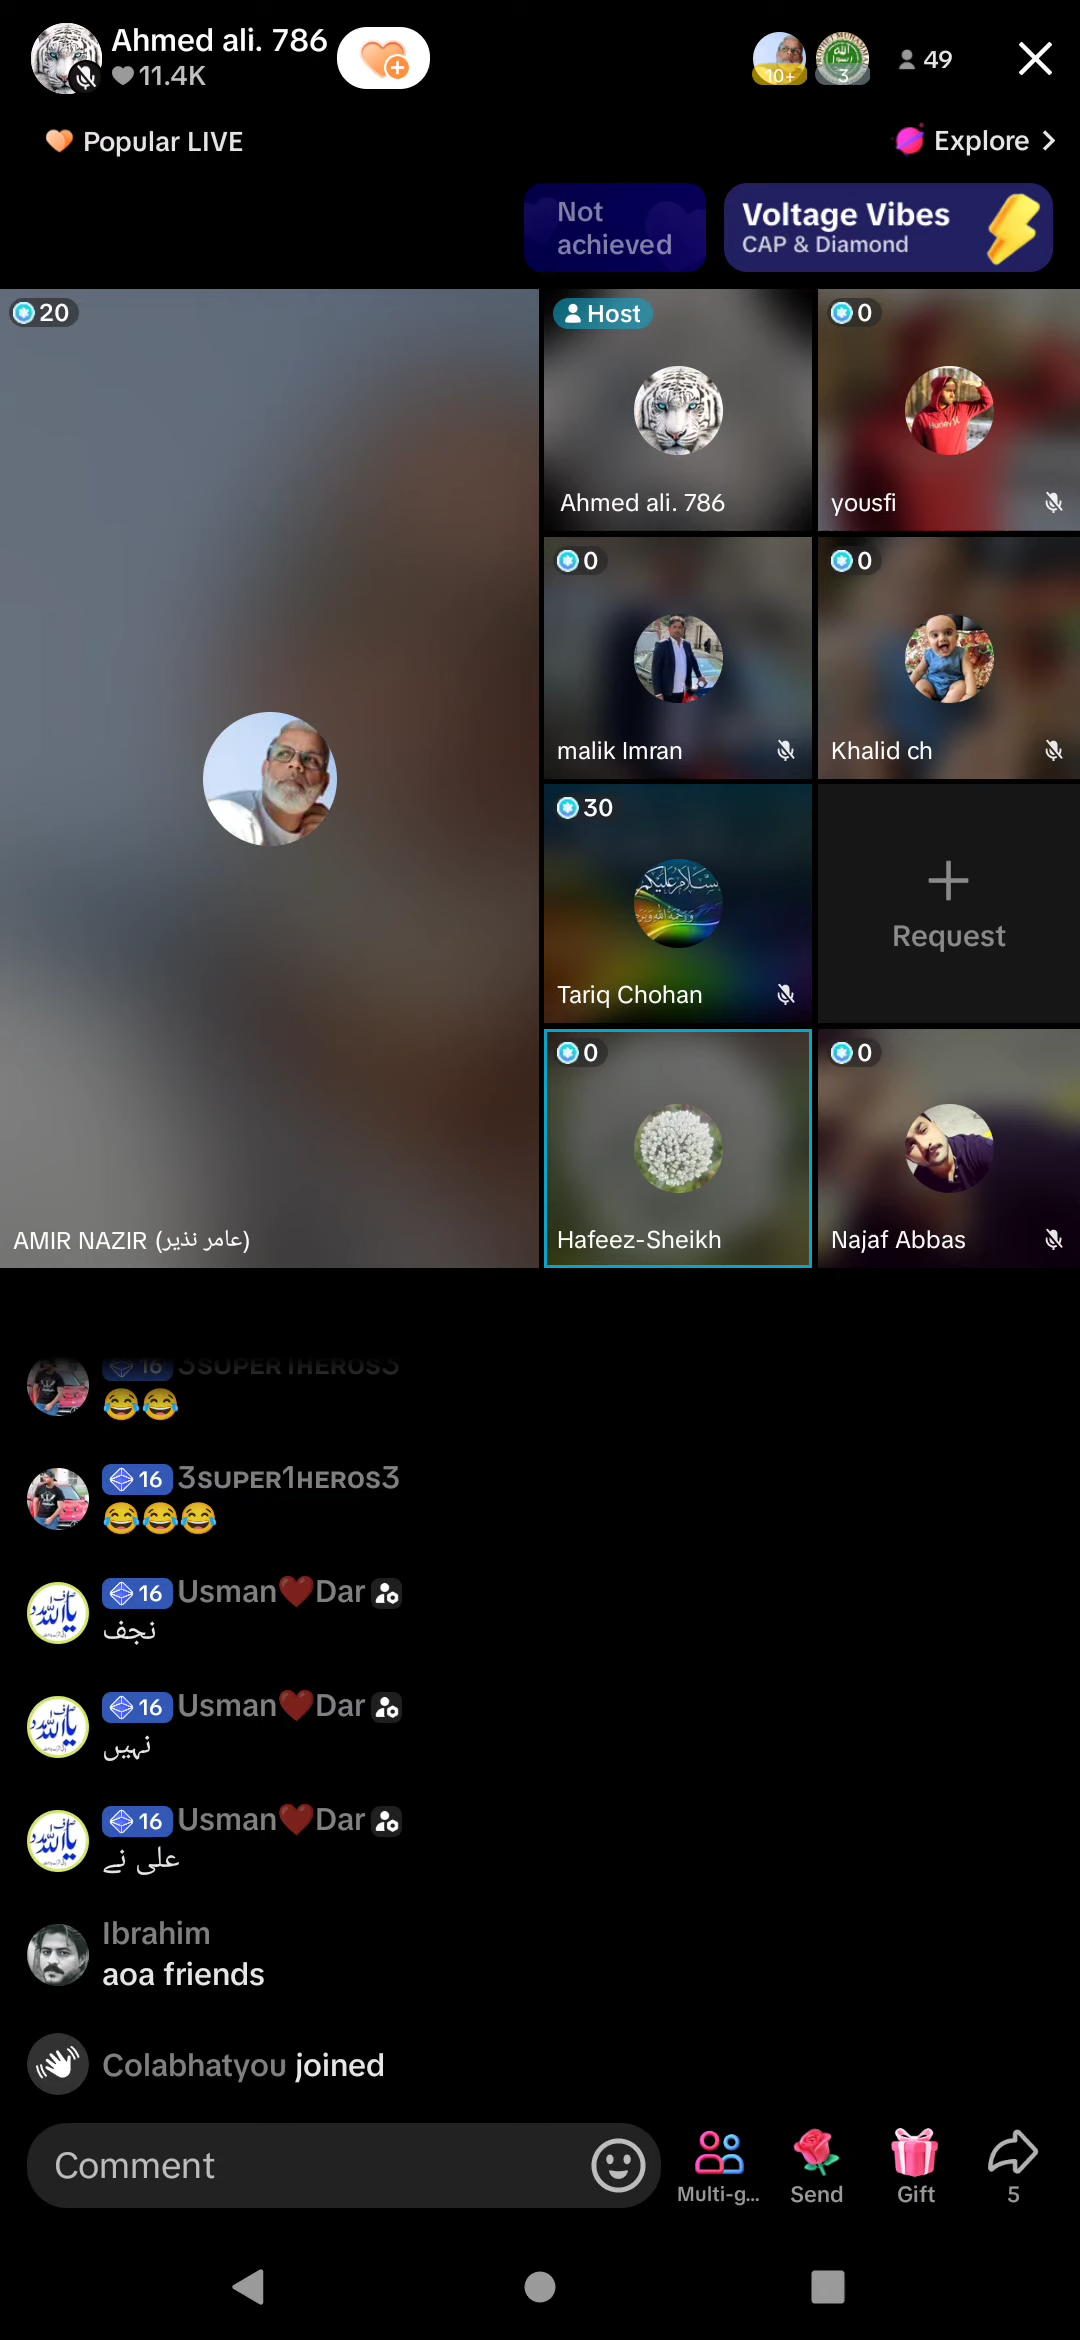 Ahmed ali. 786
11.4K
10+
3
49
Popular LIVE
Explore
Not
achieved
Voltage Vibes
CAP & Diamond
20
Host
0
Ahmed ali. 786
yousfi
0
0
malik Imran
Khalid ch
30
Request
Tariq Chohan
0
0
AMIR NAZIR (عامر نذیر)
Hafeez-Sheikh
Najaf Abbas
16 3SUPER1HEROS3
😂😂
16 3SUPER1HEROS3
😂😂😂
16 Usman❤️Dar
نجف
16 Usman❤️Dar
نہیں
16 Usman❤️Dar
علی نے
Ibrahim
aoa friends
Colabhatyou joined
Comment
Multi-g...
Send
Gift
5